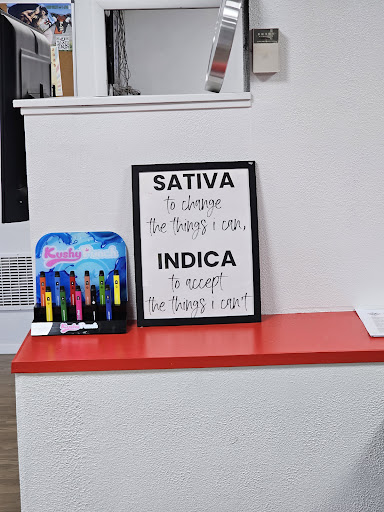 SATIVA
to change
the things i can,
INDICA
to accept
the things i can't
Kushy